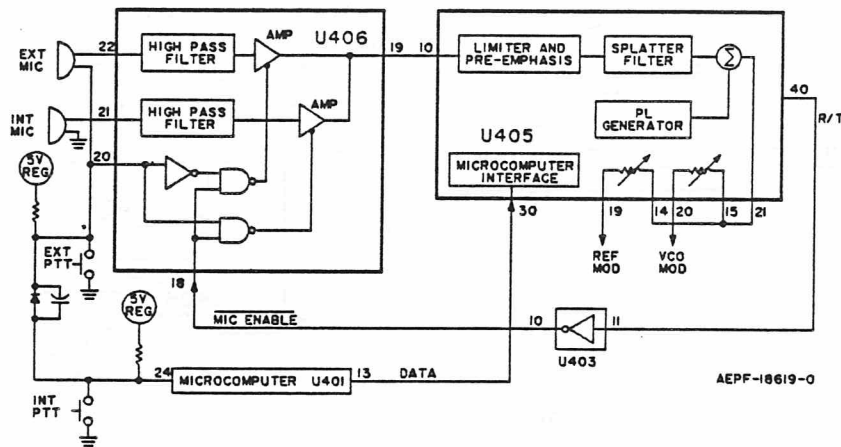 EXT
MIC
22
HIGH PASS
FILTER
AMP
U406
19
10
LIMITER AND
PRE-EMPHASIS
SPLATTER
FILTER
Σ
40
R/T
INT
MIC
21
HIGH PASS
FILTER
AMP
PL
GENERATOR
5V
REG
20
U405
MICROCOMPUTER
INTERFACE
30
19
14
20
15
21
EXT
PTT
REF
MOD
VCO
MOD
18
5V
REG
MIC ENABLE
10
11
U403
24
MICROCOMPUTER U401
13
DATA
INT
PTT
AEPF-18619-O